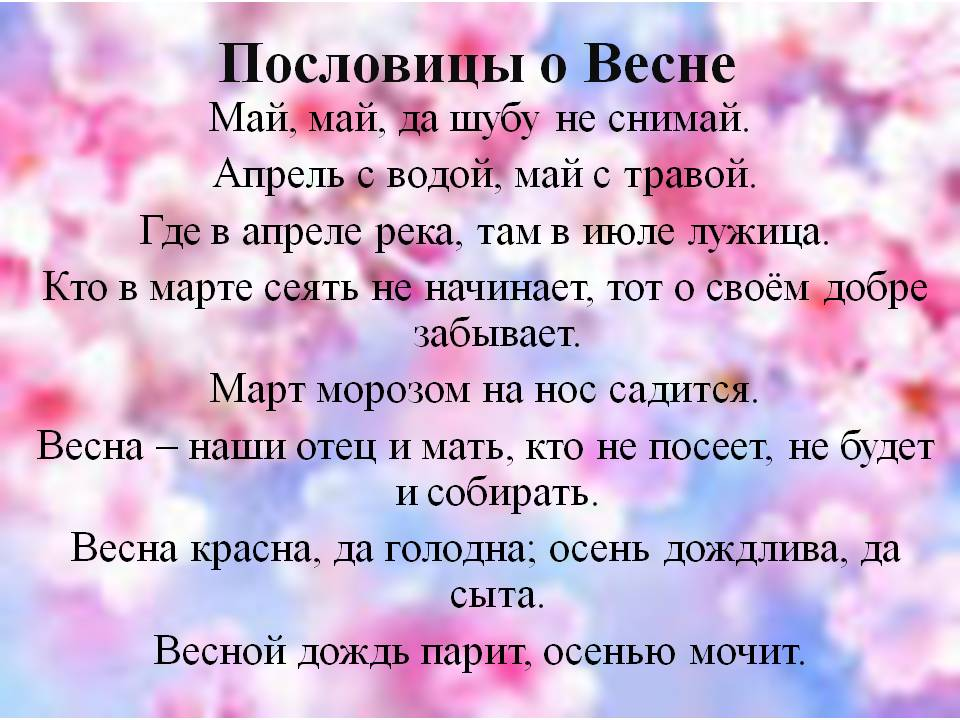 Пословицы о Весне
Май, май, да шубу не снимай.
Апрель с водой, май с травой.
Где в апреле река, там в июле лужица.
Кто в марте сеять не начинает, тот о своём добре
забывает.
Март морозом на нос садится.
Весна – наши отец и мать, кто не посеет, не будет
и собирать.
Весна красна, да голодна; осень дождлива, да
сыта.
Весной дождь парит, осенью мочит.